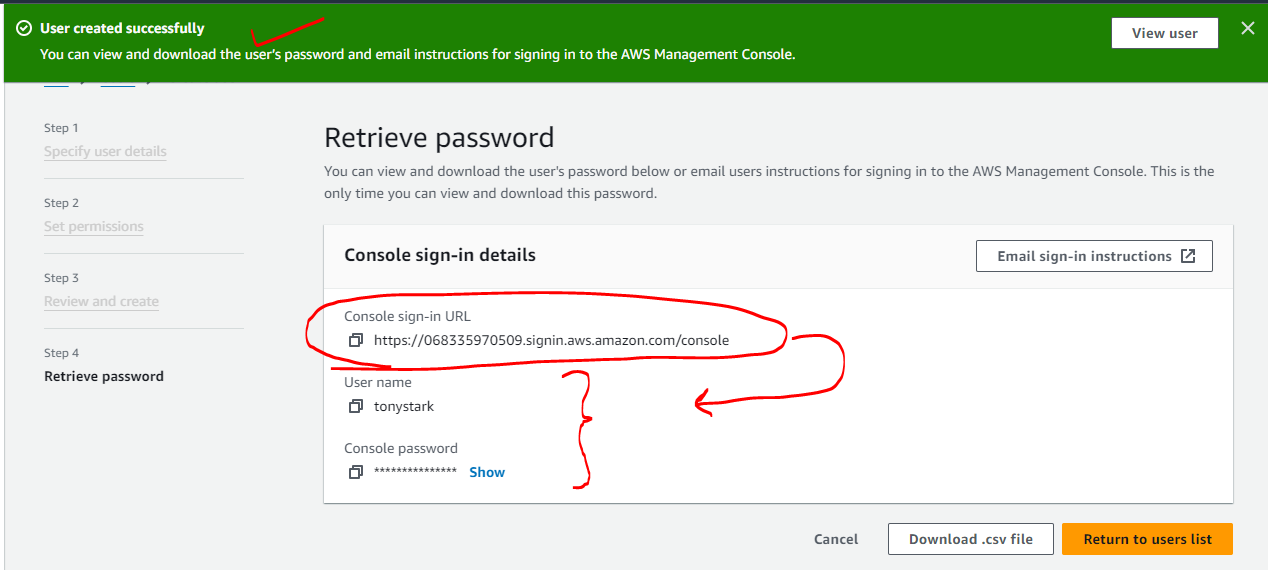 User created successfully
You can view and download the user's password and email instructions for signing in to the AWS Management Console.
View user
Step 1
Specify user details
Step 2
Set permissions
Step 3
Review and create
Step 4
Retrieve password
Retrieve password
You can view and download the user's password below or email users instructions for signing in to the AWS Management Console. This is the
only time you can view and download this password.
Console sign-in details
Email sign-in instructions
Console sign-in URL
https://068335970509.signin.aws.amazon.com/console
User name
tonystark
Console password
*************** Show
Cancel
Download .csv file
Return to users list